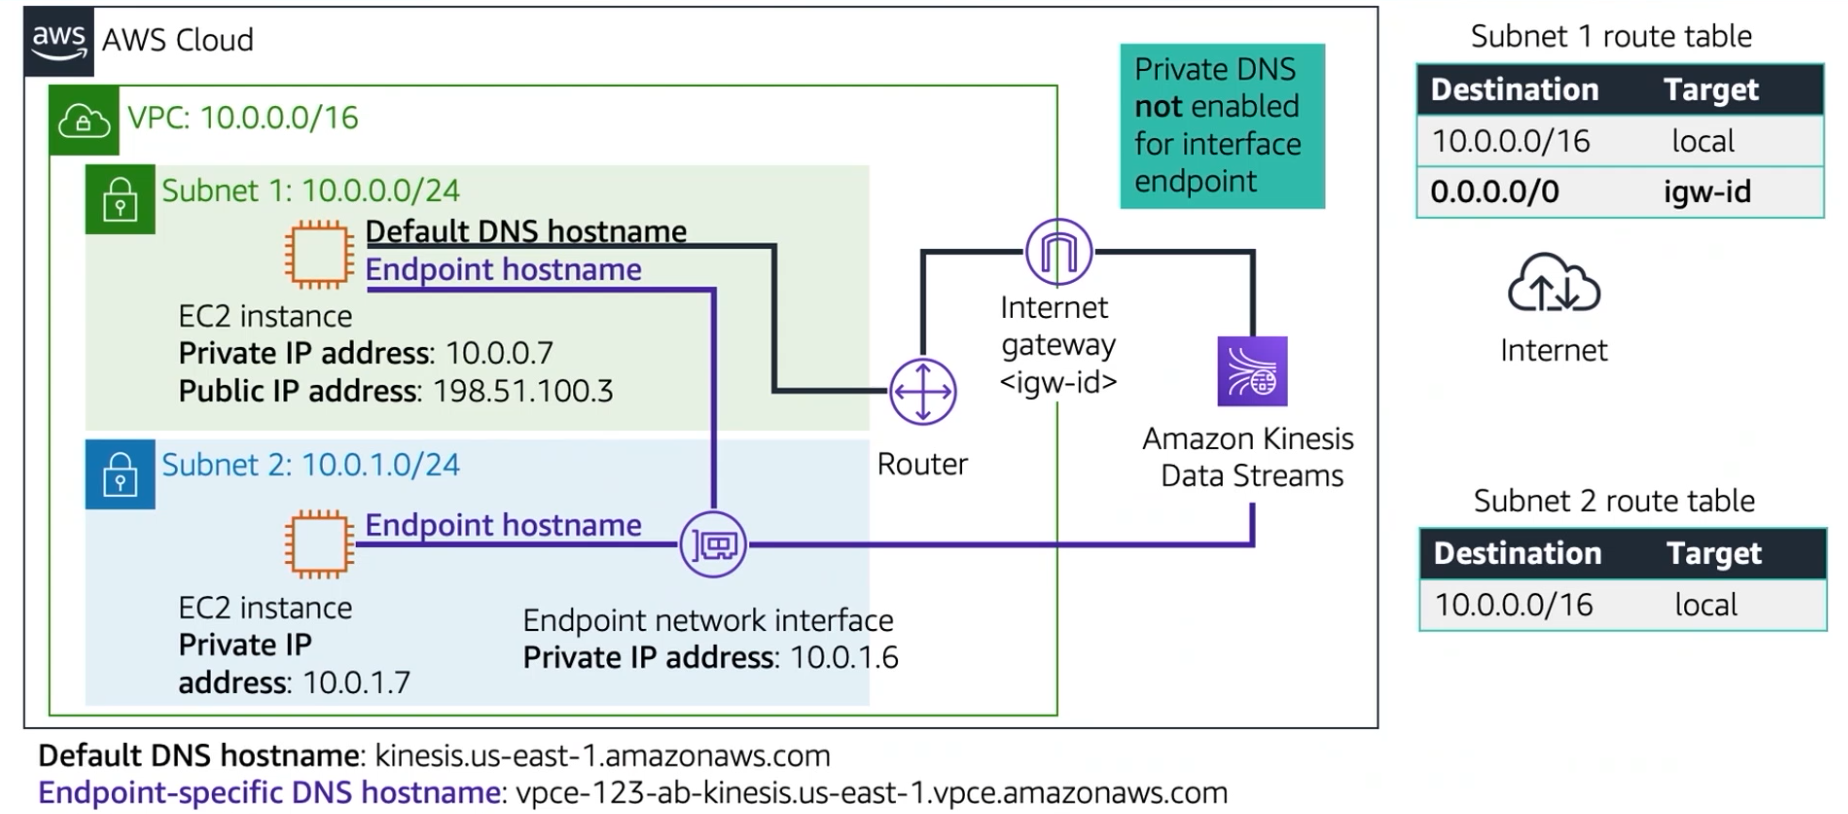 aws AWS Cloud
VPC: 10.0.0.0/16
Subnet 1: 10.0.0.0/24
Default DNS hostname
Endpoint hostname
EC2 instance
Private IP address: 10.0.0.7
Public IP address: 198.51.100.3
Subnet 2: 10.0.1.0/24
Endpoint hostname
EC2 instance
Private IP
address: 10.0.1.7
Endpoint network interface
Private IP address: 10.0.1.6
Router
Internet
gateway
<igw-id>
Private DNS
not enabled
for interface
endpoint
Amazon Kinesis
Data Streams
Subnet 1 route table
Destination Target
10.0.0.0/16 local
0.0.0.0/0 igw-id
Internet
Subnet 2 route table
Destination Target
10.0.0.0/16 local
Default DNS hostname: kinesis.us-east-1.amazonaws.com
Endpoint-specific DNS hostname: vpce-123-ab-kinesis.us-east-1.vpce.amazonaws.com